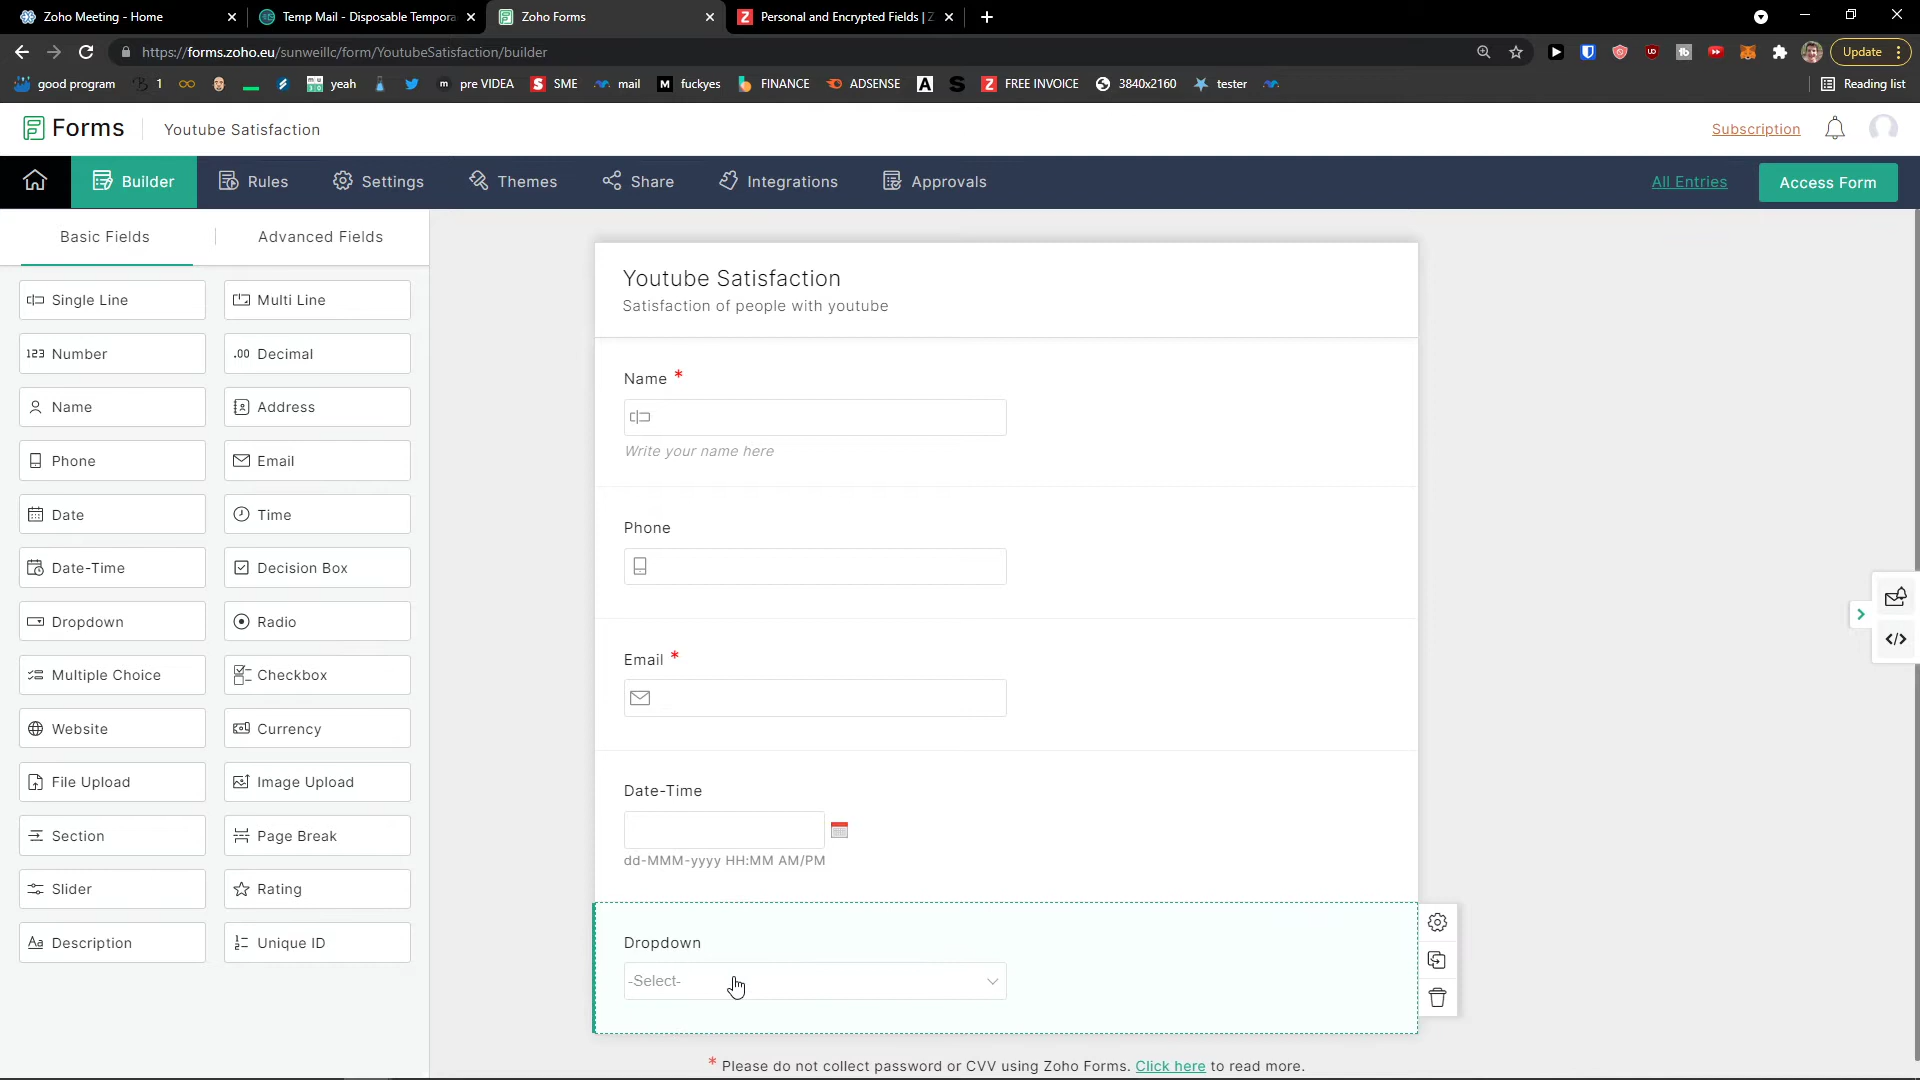 Zoho Meeting - Home
Temp Mail - Disposable Tempora
Zoho Forms
Personal and Encrypted Fields | Z
https://forms.zoho.eu/sunweillc/form/YoutubeSatisfaction/builder
Update
good program
1
yeah
pre VIDEA
SME
mail
fuckyes
FINANCE
ADSENSE
FREE INVOICE
3840x2160
tester
Reading list
Forms
Youtube Satisfaction
Subscription
Builder
Rules
Settings
Themes
Share
Integrations
Approvals
All Entries
Access Form
Basic Fields
Advanced Fields
Single Line
Multi Line
123 Number
.00 Decimal
Name
Address
Phone
Email
Date
Time
Date-Time
Decision Box
Dropdown
Radio
Multiple Choice
Checkbox
Website
Currency
File Upload
Image Upload
Section
Page Break
Slider
Rating
Aa Description
Unique ID
Youtube Satisfaction
Satisfaction of people with youtube
Name *
Write your name here
Phone
Email *
Date-Time
dd-MMM-yyyy HH:MM AM/PM
Dropdown
-Select-
* Please do not collect password or CVV using Zoho Forms. Click here to read more.